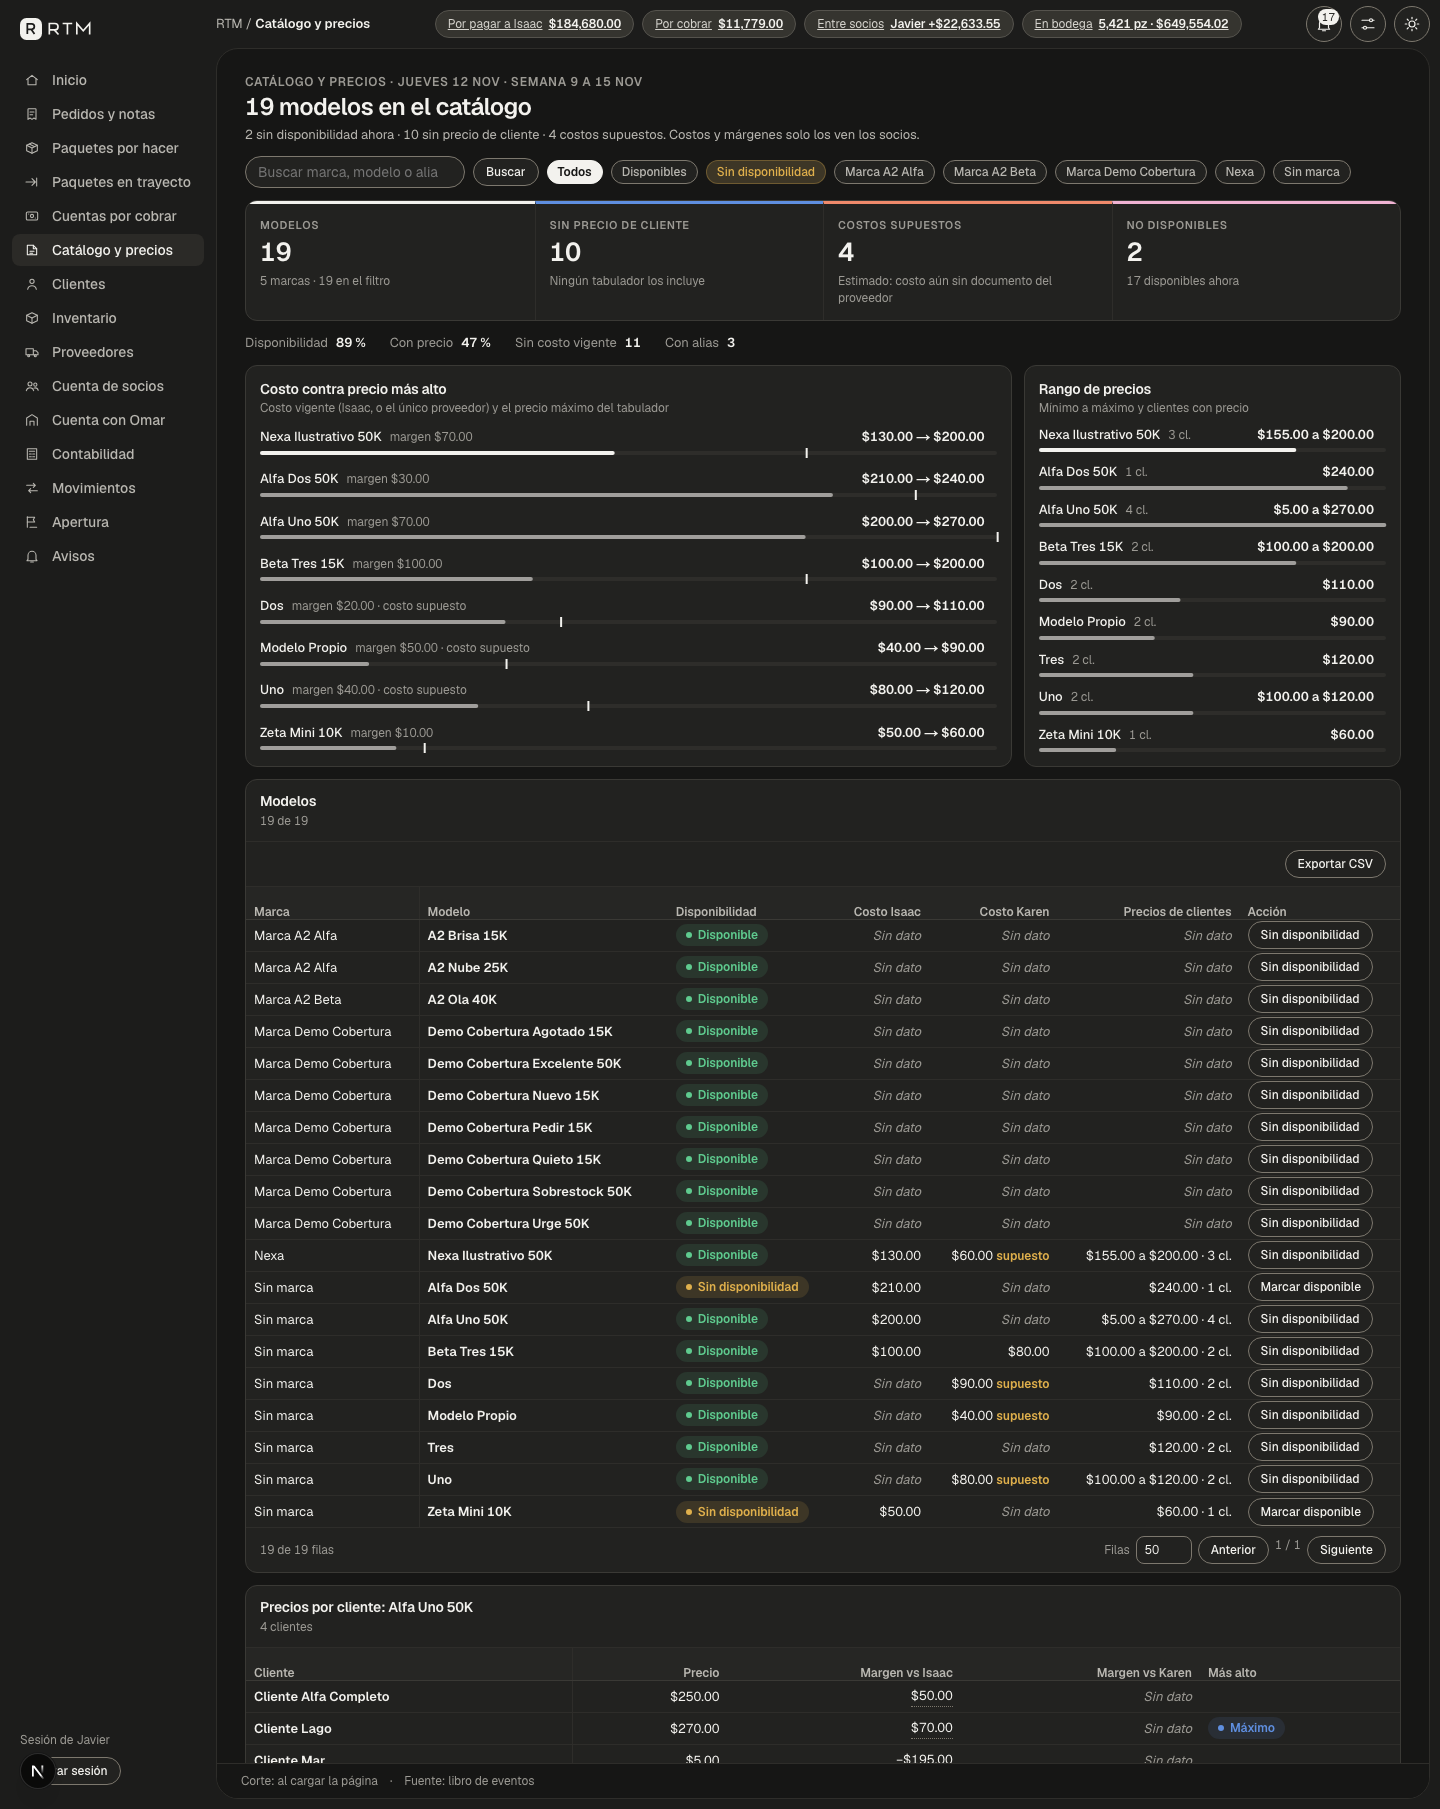 R RTM
RTM / Catálogo y precios
Por pagar a Isaac $184,680.00
Por cobrar $11,779.00
Entre socios Javier +$22,633.55
En bodega 5,421 pz · $649,554.02
17
Inicio
Pedidos y notas
Paquetes por hacer
Paquetes en trayecto
Cuentas por cobrar
Catálogo y precios
Clientes
Inventario
Proveedores
Cuenta de socios
Cuenta con Omar
Contabilidad
Movimientos
Apertura
Avisos
Sesión de Javier
N ar sesión
CATÁLOGO Y PRECIOS · JUEVES 12 NOV · SEMANA 9 A 15 NOV
19 modelos en el catálogo
2 sin disponibilidad ahora · 10 sin precio de cliente · 4 costos supuestos. Costos y márgenes solo los ven los socios.
Buscar marca, modelo o alia Buscar Todos Disponibles Sin disponibilidad Marca A2 Alfa Marca A2 Beta Marca Demo Cobertura Nexa Sin marca
MODELOS
19
5 marcas · 19 en el filtro
SIN PRECIO DE CLIENTE
10
Ningún tabulador los incluye
COSTOS SUPUESTOS
4
Estimado: costo aún sin documento del
proveedor
NO DISPONIBLES
2
17 disponibles ahora
Disponibilidad 89 % Con precio 47 % Sin costo vigente 11 Con alias 3
Costo contra precio más alto
Costo vigente (Isaac, o el único proveedor) y el precio máximo del tabulador
Nexa Ilustrativo 50K margen $70.00 $130.00 → $200.00
Alfa Dos 50K margen $30.00 $210.00 → $240.00
Alfa Uno 50K margen $70.00 $200.00 → $270.00
Beta Tres 15K margen $100.00 $100.00 → $200.00
Dos margen $20.00 · costo supuesto $90.00 → $110.00
Modelo Propio margen $50.00 · costo supuesto $40.00 → $90.00
Uno margen $40.00 · costo supuesto $80.00 → $120.00
Zeta Mini 10K margen $10.00 $50.00 → $60.00
Rango de precios
Mínimo a máximo y clientes con precio
Nexa Ilustrativo 50K 3 cl. $155.00 a $200.00
Alfa Dos 50K 1 cl. $240.00
Alfa Uno 50K 4 cl. $5.00 a $270.00
Beta Tres 15K 2 cl. $100.00 a $200.00
Dos 2 cl. $110.00
Modelo Propio 2 cl. $90.00
Tres 2 cl. $120.00
Uno 2 cl. $100.00 a $120.00
Zeta Mini 10K 1 cl. $60.00
Modelos
19 de 19
Exportar CSV
Marca Modelo Disponibilidad Costo Isaac Costo Karen Precios de clientes Acción
Marca A2 Alfa A2 Brisa 15K Disponible Sin dato Sin dato Sin dato Sin disponibilidad
Marca A2 Alfa A2 Nube 25K Disponible Sin dato Sin dato Sin dato Sin disponibilidad
Marca A2 Beta A2 Ola 40K Disponible Sin dato Sin dato Sin dato Sin disponibilidad
Marca Demo Cobertura Demo Cobertura Agotado 15K Disponible Sin dato Sin dato Sin dato Sin disponibilidad
Marca Demo Cobertura Demo Cobertura Excelente 50K Disponible Sin dato Sin dato Sin dato Sin disponibilidad
Marca Demo Cobertura Demo Cobertura Nuevo 15K Disponible Sin dato Sin dato Sin dato Sin disponibilidad
Marca Demo Cobertura Demo Cobertura Pedir 15K Disponible Sin dato Sin dato Sin dato Sin disponibilidad
Marca Demo Cobertura Demo Cobertura Quieto 15K Disponible Sin dato Sin dato Sin dato Sin disponibilidad
Marca Demo Cobertura Demo Cobertura Sobrestock 50K Disponible Sin dato Sin dato Sin dato Sin disponibilidad
Marca Demo Cobertura Demo Cobertura Urge 50K Disponible Sin dato Sin dato Sin dato Sin disponibilidad
Nexa Nexa Ilustrativo 50K Disponible $130.00 $60.00 supuesto $155.00 a $200.00 · 3 cl. Sin disponibilidad
Sin marca Alfa Dos 50K Sin disponibilidad $210.00 Sin dato $240.00 · 1 cl. Marcar disponible
Sin marca Alfa Uno 50K Disponible $200.00 Sin dato $5.00 a $270.00 · 4 cl. Sin disponibilidad
Sin marca Beta Tres 15K Disponible $100.00 $80.00 $100.00 a $200.00 · 2 cl. Sin disponibilidad
Sin marca Dos Disponible Sin dato $90.00 supuesto $110.00 · 2 cl. Sin disponibilidad
Sin marca Modelo Propio Disponible Sin dato $40.00 supuesto $90.00 · 2 cl. Sin disponibilidad
Sin marca Tres Disponible Sin dato Sin dato $120.00 · 2 cl. Sin disponibilidad
Sin marca Uno Disponible Sin dato $80.00 supuesto $100.00 a $120.00 · 2 cl. Sin disponibilidad
Sin marca Zeta Mini 10K Sin disponibilidad $50.00 Sin dato $60.00 · 1 cl. Marcar disponible
19 de 19 filas Filas 50 Anterior 1 / 1 Siguiente
Precios por cliente: Alfa Uno 50K
4 clientes
Cliente Precio Margen vs Isaac Margen vs Karen Más alto
Cliente Alfa Completo $250.00 $50.00 Sin dato
Cliente Lago $270.00 $70.00 Sin dato Máximo
Cliente Mar $5.00 -$195.00 Sin dato
Corte: al cargar la página · Fuente: libro de eventos